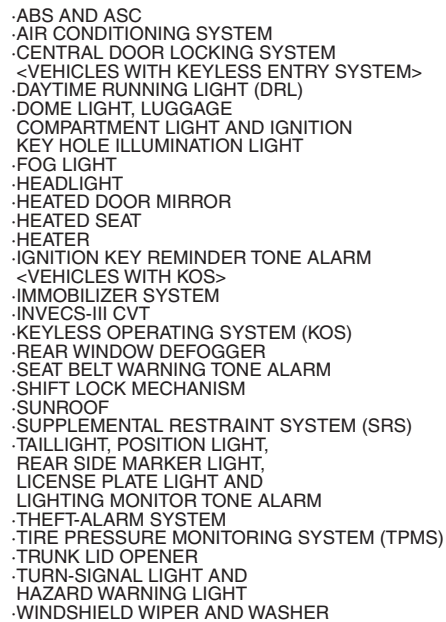 ·ABS AND ASC
·AIR CONDITIONING SYSTEM
·CENTRAL DOOR LOCKING SYSTEM
<VEHICLES WITH KEYLESS ENTRY SYSTEM>
·DAYTIME RUNNING LIGHT (DRL)
·DOME LIGHT, LUGGAGE
COMPARTMENT LIGHT AND IGNITION
KEY HOLE ILLUMINATION LIGHT
·FOG LIGHT
·HEADLIGHT
·HEATED DOOR MIRROR
·HEATED SEAT
·HEATER
·IGNITION KEY REMINDER TONE ALARM
<VEHICLES WITH KOS>
·IMMOBILIZER SYSTEM
·INVECS-III CVT
·KEYLESS OPERATING SYSTEM (KOS)
·REAR WINDOW DEFOGGER
·SEAT BELT WARNING TONE ALARM
·SHIFT LOCK MECHANISM
·SUNROOF
·SUPPLEMENTAL RESTRAINT SYSTEM (SRS)
·TAILLIGHT, POSITION LIGHT,
REAR SIDE MARKER LIGHT,
LICENSE PLATE LIGHT AND
LIGHTING MONITOR TONE ALARM
·THEFT-ALARM SYSTEM
·TIRE PRESSURE MONITORING SYSTEM (TPMS)
·TRUNK LID OPENER
·TURN-SIGNAL LIGHT AND
HAZARD WARNING LIGHT
·WINDSHIELD WIPER AND WASHER